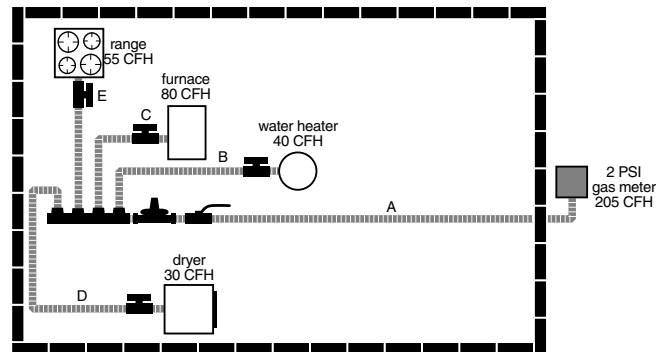 range
55 CFH
E
furnace
80 CFH
C
water heater
40 CFH
B
2 PSI
gas meter
205 CFH
A
dryer
30 CFH
D